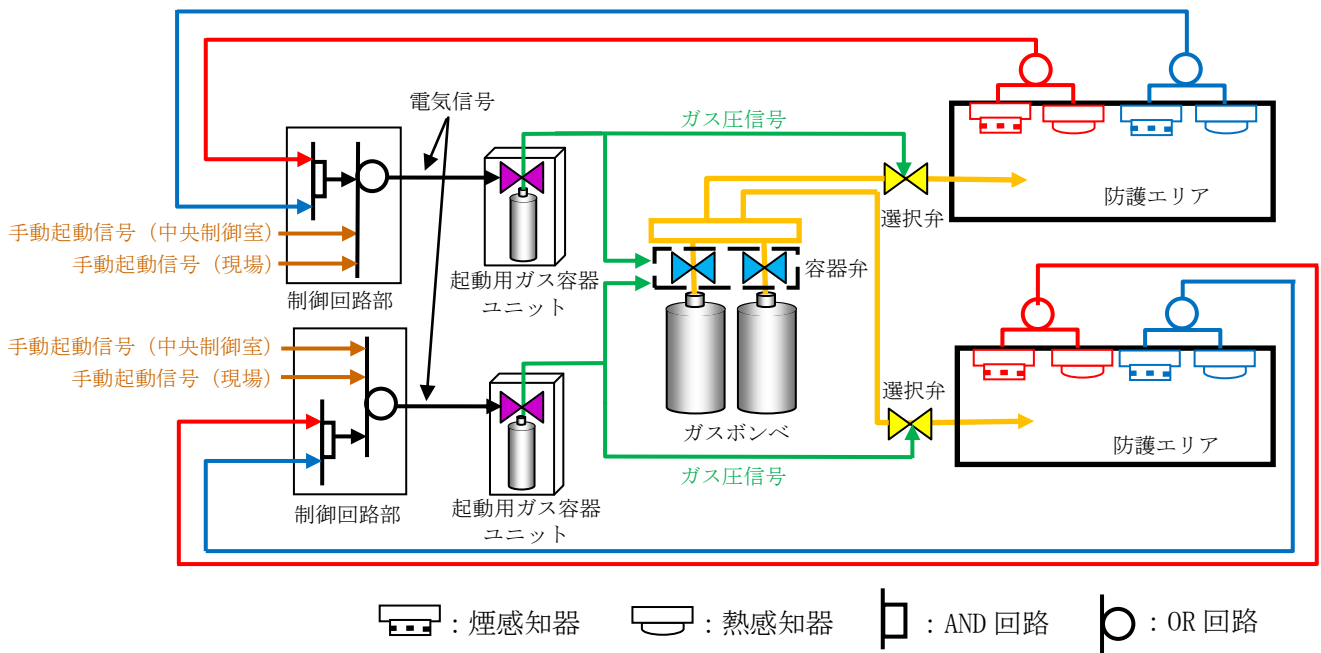 電気信号
ガス圧信号
防護エリア
選択弁
手動起動信号（中央制御室）
手動起動信号（現場）
制御回路部
起動用ガス容器
ユニット
容器弁
手動起動信号（中央制御室）
手動起動信号（現場）
選択弁
ガスボンベ
防護エリア
ガス圧信号
制御回路部
起動用ガス容器
ユニット
：煙感知器 ：熱感知器 ：AND 回路 ：OR 回路